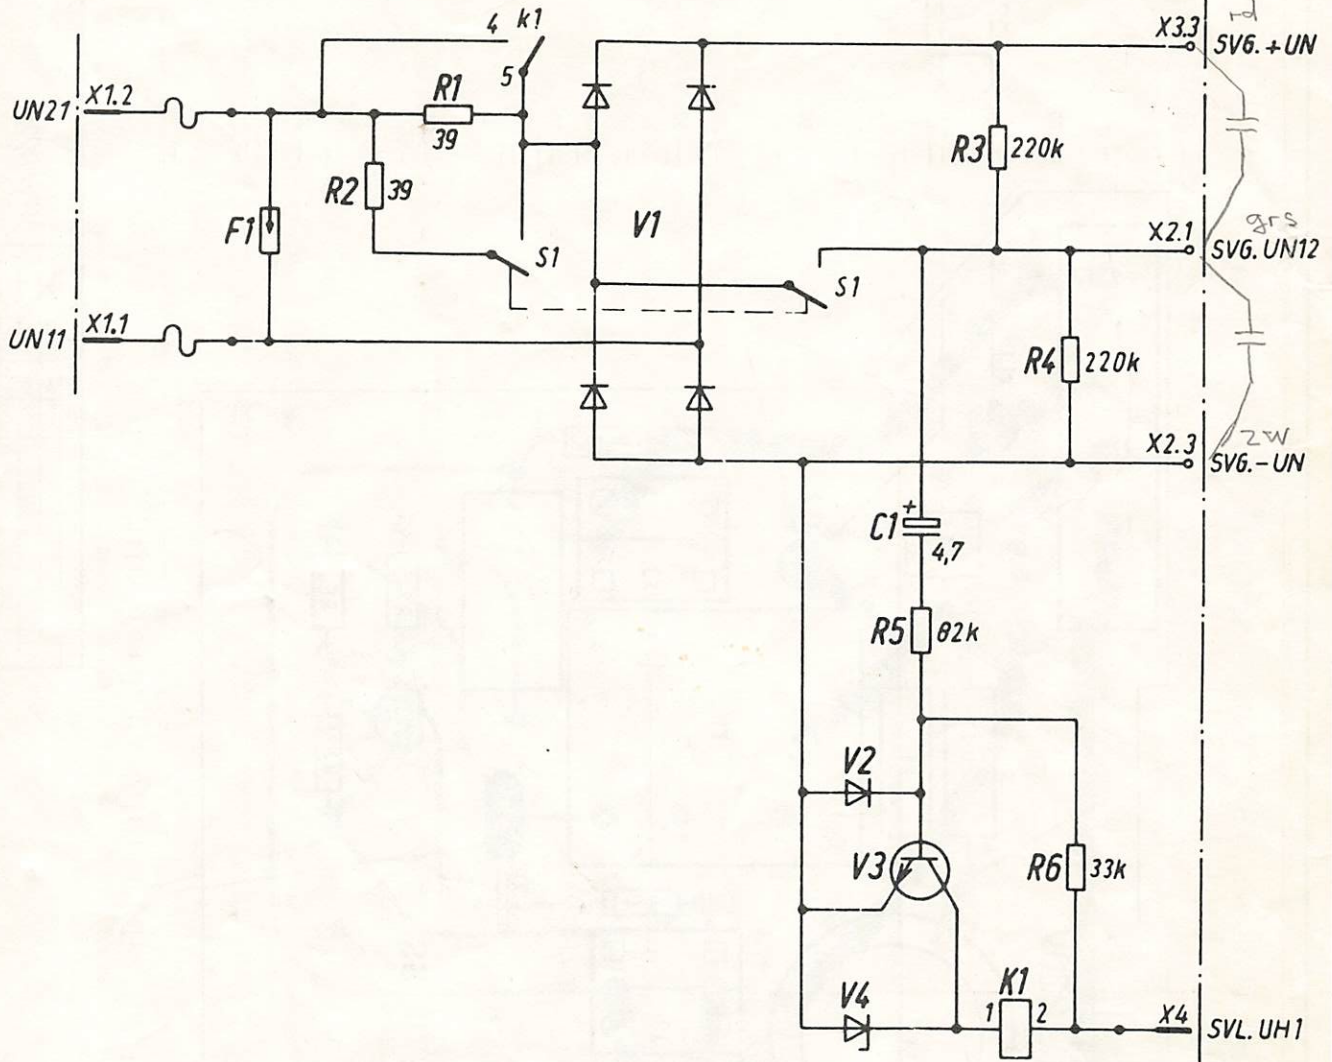 4 k1
X3.3
SVG.+UN
5
UN21
X1.2
R1
39
R3
220k
R2
39
grs
F1
V1
X2.1
SVG.UN12
S1
S1
UN11
X1.1
R4
220k
X2.3
SVG.-UN
+
C1
4,7
R5
82k
V2
V3
R6
33k
V4
K1
1
2
X4
SVL.UH1